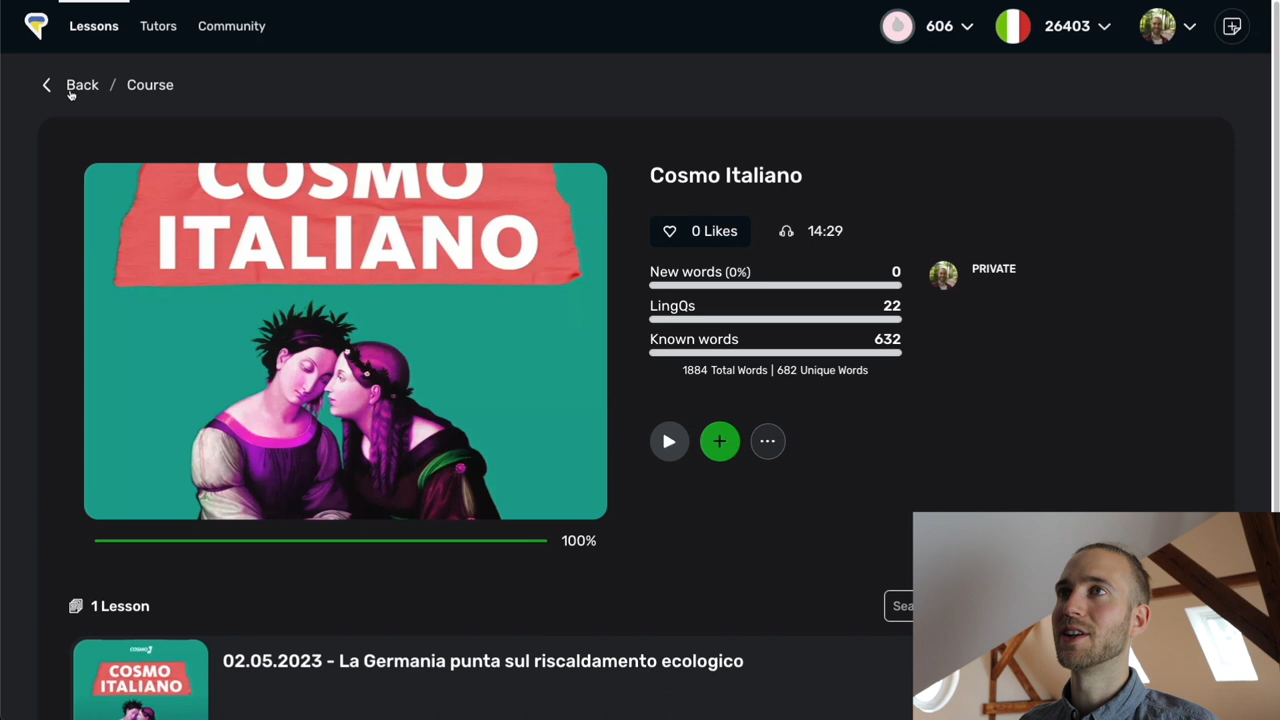 Lessons Tutors Community 606 26403
Back / Course
COSMO
ITALIANO
Cosmo Italiano
0 Likes 14:29
New words (0%) 0
PRIVATE
LingQs 22
Known words 632
1884 Total Words | 682 Unique Words
100%
1 Lesson
Sea
02.05.2023 - La Germania punta sul riscaldamento ecologico
COSMO
COSMO
ITALIANO